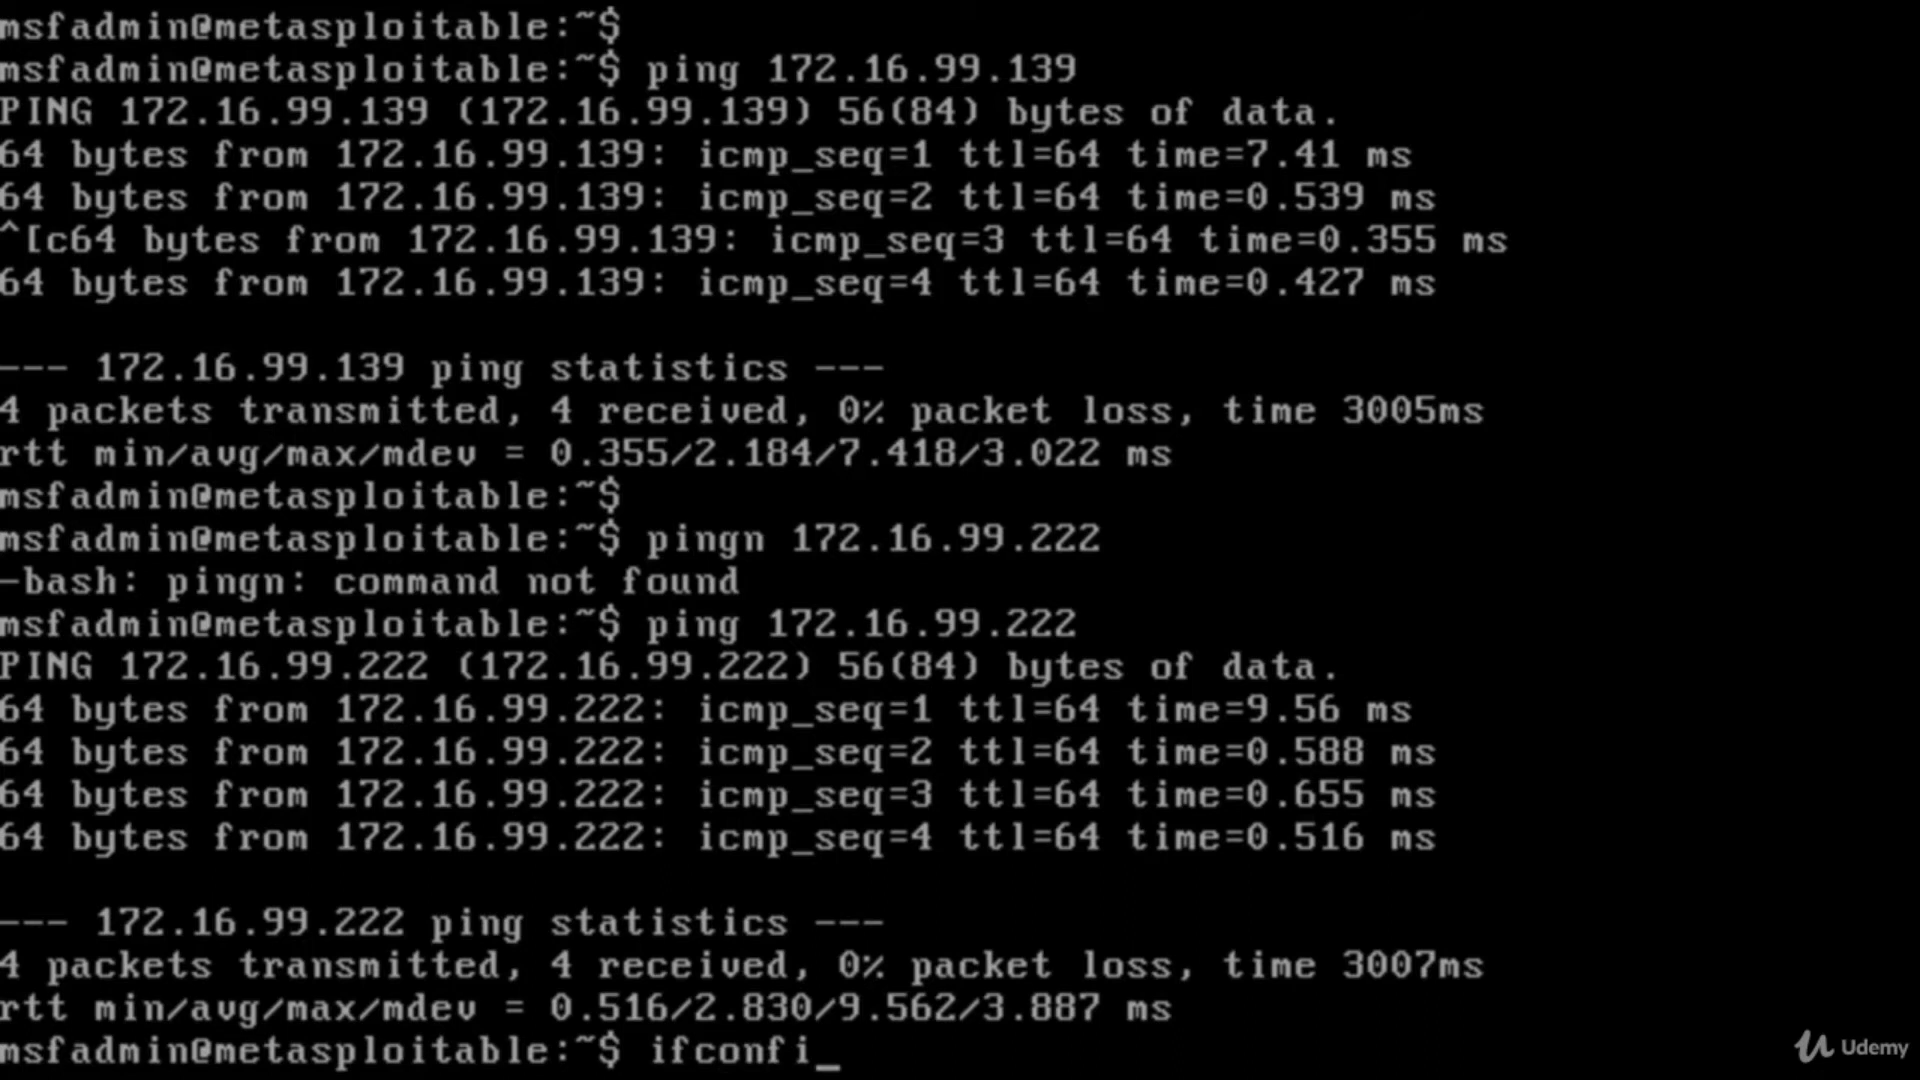 msfadmin@metasploitable:~$
msfadmin@metasploitable:~$ ping 172.16.99.139
PING 172.16.99.139 (172.16.99.139) 56(84) bytes of data.
64 bytes from 172.16.99.139: icmp_seq=1 ttl=64 time=7.41 ms
64 bytes from 172.16.99.139: icmp_seq=2 ttl=64 time=0.539 ms
^[c64 bytes from 172.16.99.139: icmp_seq=3 ttl=64 time=0.355 ms
64 bytes from 172.16.99.139: icmp_seq=4 ttl=64 time=0.427 ms
--- 172.16.99.139 ping statistics ---
4 packets transmitted, 4 received, 0% packet loss, time 3005ms
rtt min/avg/max/mdev = 0.355/2.184/7.418/3.022 ms
msfadmin@metasploitable:~$
msfadmin@metasploitable:~$ pingn 172.16.99.222
-bash: pingn: command not found
msfadmin@metasploitable:~$ ping 172.16.99.222
PING 172.16.99.222 (172.16.99.222) 56(84) bytes of data.
64 bytes from 172.16.99.222: icmp_seq=1 ttl=64 time=9.56 ms
64 bytes from 172.16.99.222: icmp_seq=2 ttl=64 time=0.588 ms
64 bytes from 172.16.99.222: icmp_seq=3 ttl=64 time=0.655 ms
64 bytes from 172.16.99.222: icmp_seq=4 ttl=64 time=0.516 ms
--- 172.16.99.222 ping statistics ---
4 packets transmitted, 4 received, 0% packet loss, time 3007ms
rtt min/avg/max/mdev = 0.516/2.830/9.562/3.887 ms
msfadmin@metasploitable:~$ ifconfi_
Udemy